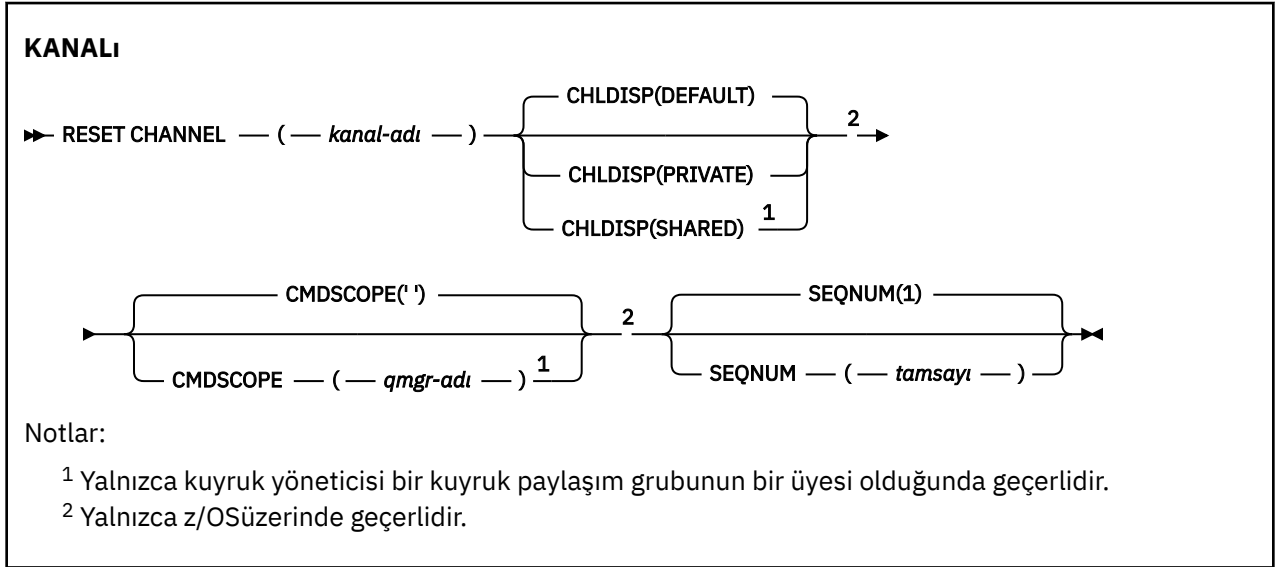 KANALı
CHLDISP(DEFAULT)
RESET CHANNEL ( kanal-adı ) 2
CHLDISP(PRIVATE)
CHLDISP(SHARED) 1
CMDSCOPE(' ') SEQNUM(1)
2
CMDSCOPE ( qmgr-adı ) 1 SEQNUM ( tamsayı )
Notlar:
1 Yalnızca kuyruk yöneticisi bir kuyruk paylaşım grubunun bir üyesi olduğunda geçerlidir.
2 Yalnızca z/OSüzerinde geçerlidir.